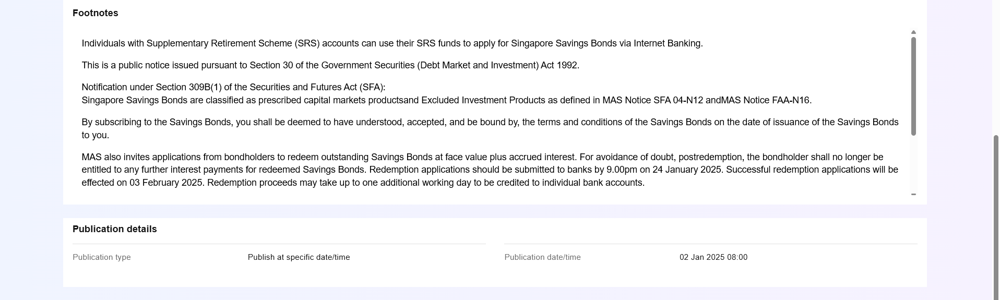 Footnotes
Individuals with Supplementary Retirement Scheme (SRS) accounts can use their SRS funds to apply for Singapore Savings Bonds via Internet Banking.
This is a public notice issued pursuant to Section 30 of the Government Securities (Debt Market and Investment) Act 1992.
Notification under Section 309B(1) of the Securities and Futures Act (SFA):
Singapore Savings Bonds are classified as prescribed capital markets productsand Excluded Investment Products as defined in MAS Notice SFA 04-N12 andMAS Notice FAA-N16.
By subscribing to the Savings Bonds, you shall be deemed to have understood, accepted, and be bound by, the terms and conditions of the Savings Bonds on the date of issuance of the Savings Bonds
to you.
MAS also invites applications from bondholders to redeem outstanding Savings Bonds at face value plus accrued interest. For avoidance of doubt, postredemption, the bondholder shall no longer be
entitled to any further interest payments for redeemed Savings Bonds. Redemption applications should be submitted to banks by 9.00pm on 24 January 2025. Successful redemption applications will be
effected on 03 February 2025. Redemption proceeds may take up to one additional working day to be credited to individual bank accounts.
Publication details
Publication type Publish at specific date/time Publication date/time 02 Jan 2025 08:00